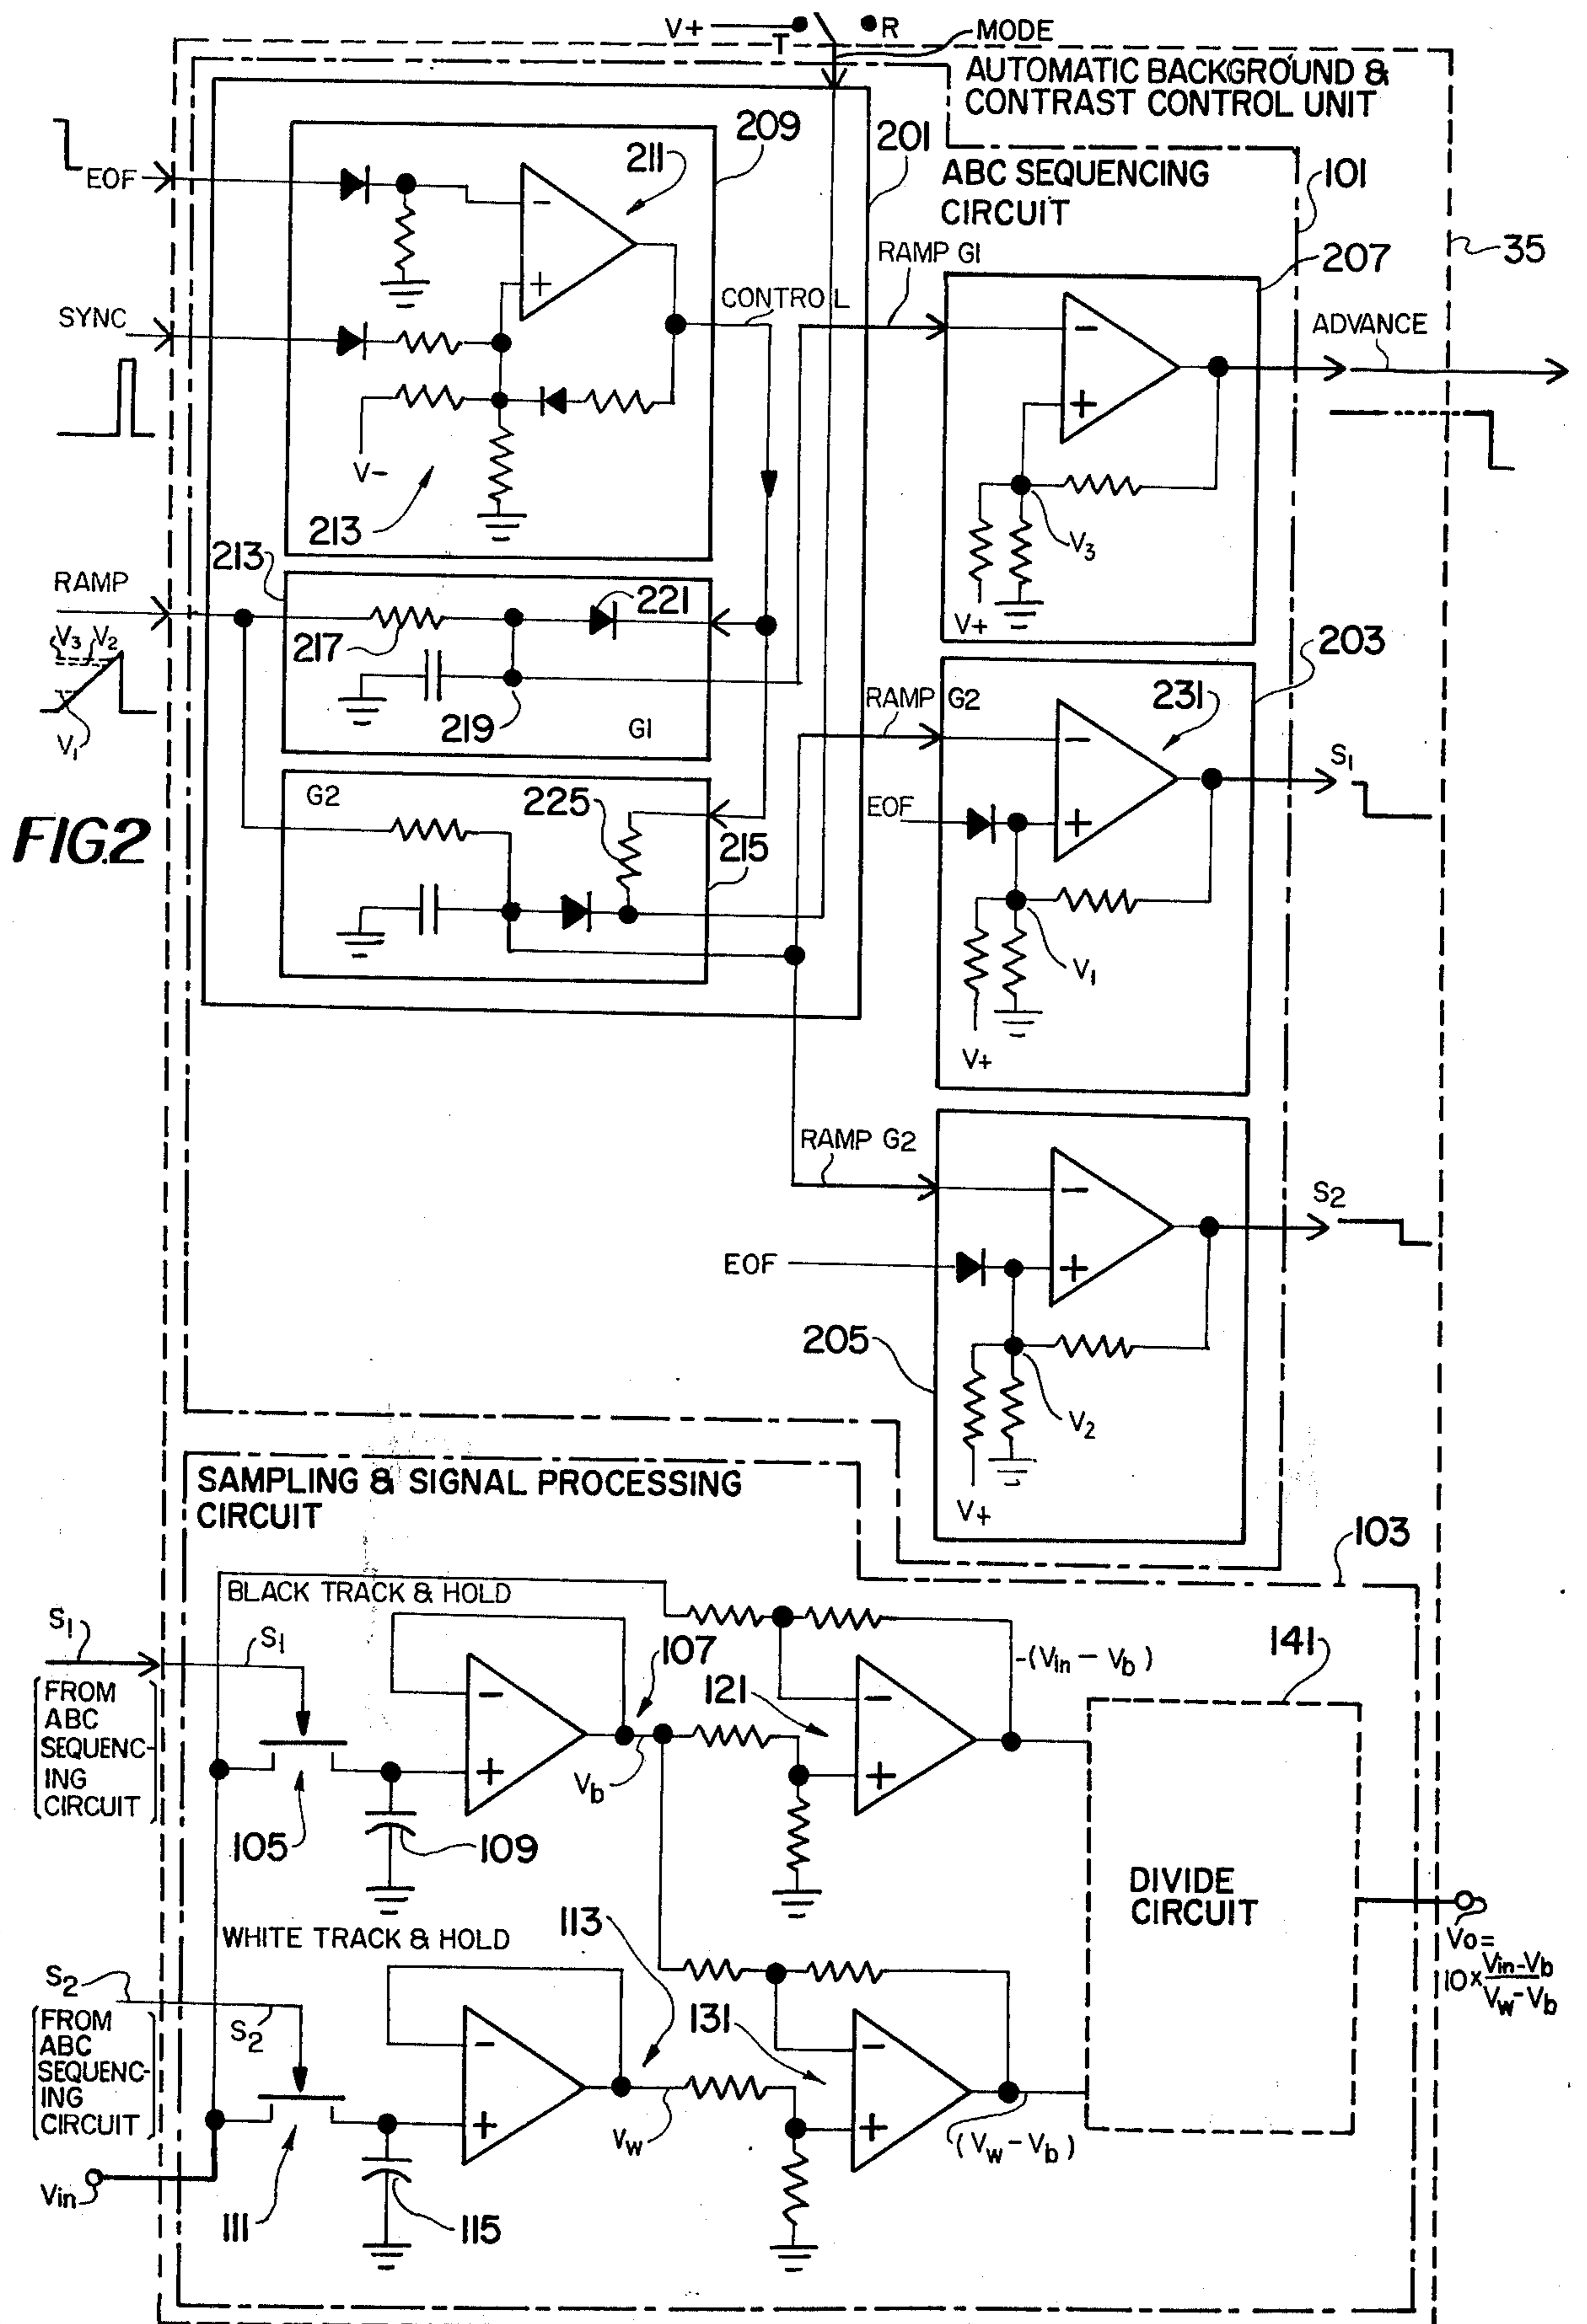 V+
T
R
MODE
AUTOMATIC BACKGROUND &
CONTRAST CONTROL UNIT
209
201
211
EOF
ABC SEQUENCING
CIRCUIT
101
35
207
RAMP G1
CONTROL
SYNC
ADVANCE
−
+
−
+
V−
213
V3
V+
213
RAMP
V3
V2
V1
217
221
219
G1
203
RAMP G2
231
S1
EOF
−
+
FIG.2
G2
225
215
V1
V+
RAMP G2
S2
EOF
−
+
205
V2
V+
SAMPLING & SIGNAL PROCESSING
CIRCUIT
103
BLACK TRACK & HOLD
S1
S1
107
-(Vin − Vb)
141
[FROM
ABC
SEQUENC-
ING
CIRCUIT]
−
+
121
−
+
Vb
105
109
DIVIDE
CIRCUIT
113
WHITE TRACK & HOLD
Vo=
10 x Vin-Vb
Vw-Vb
S2
S2
[FROM
ABC
SEQUENC-
ING
CIRCUIT]
−
+
131
−
+
Vw
(Vw − Vb)
Vin
111
115